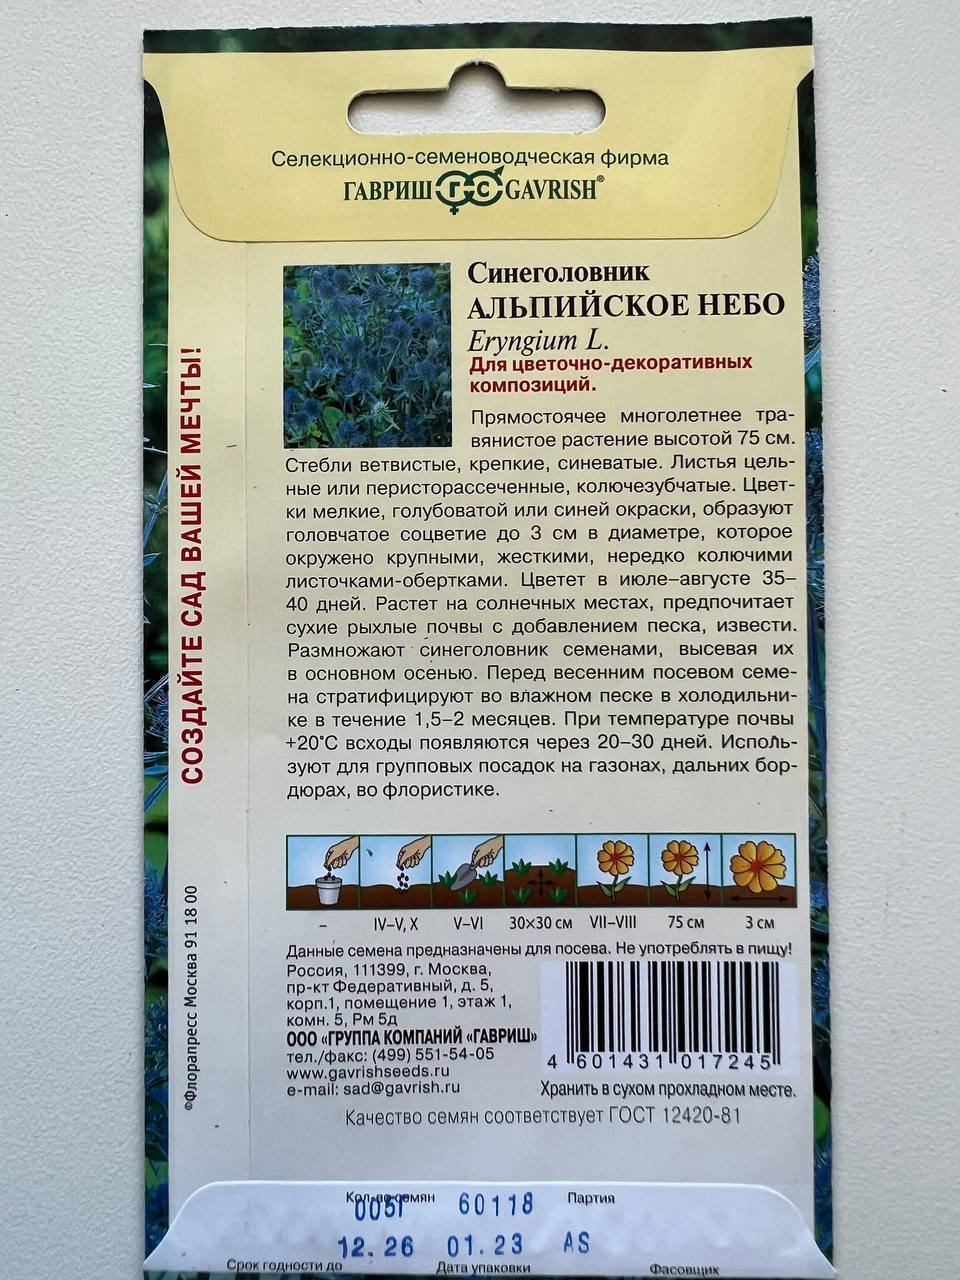 Селекционно-семеноводческая фирма
ГАВРИШ ГС GAVRISH®
СОЗДАЙТЕ САД ВАШЕЙ МЕЧТЫ!
Синеголовник
АЛЬПИЙСКОЕ НЕБО
Eryngium L.
Для цветочно-декоративных
композиций.
Прямостоячее многолетнее тра-
вянистое растение высотой 75 см.
Стебли ветвистые, крепкие, синеватые. Листья цель-
ные или перисторассеченные, колючезубчатые. Цвет-
ки мелкие, голубоватой или синей окраски, образуют
головчатое соцветие до 3 см в диаметре, которое
окружено крупными, жесткими, нередко колючими
листочками-обертками. Цветет в июле–августе 35–
40 дней. Растет на солнечных местах, предпочитает
сухие рыхлые почвы с добавлением песка, извести.
Размножают синеголовник семенами, высевая их
в основном осенью. Перед весенним посевом семе-
на стратифицируют во влажном песке в холодильни-
ке в течение 1,5–2 месяцев. При температуре почвы
+20°С всходы появляются через 20–30 дней. Исполь-
зуют для групповых посадок на газонах, дальних бор-
дюрах, во флористике.
– IV–V, X V–VI 30×30 см VII–VIII 75 см 3 см
Данные семена предназначены для посева. Не употреблять в пищу!
Россия, 111399, г. Москва,
пр-кт Федеративный, д. 5,
корп.1, помещение 1, этаж 1,
комн. 5, Рм 5д
ООО «ГРУППА КОМПАНИЙ «ГАВРИШ»
тел./факс: (499) 551-54-05
www.gavrishseeds.ru
e-mail: sad@gavrish.ru
4 601431 017245
Хранить в сухом прохладном месте.
Качество семян соответствует ГОСТ 12420-81
©Флорапресс Москва 91 18 00
Кол-во семян Партия
005Г 60118
12.26 01.23 AS
Срок годности до Дата упаковки Фасовщик